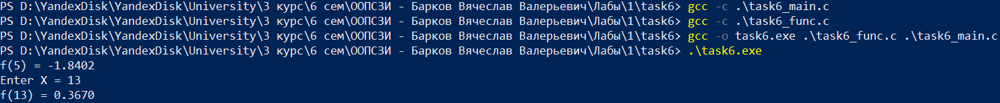 PS D:\YandexDisk\YandexDisk\University\3 курс\6 сем\ООПСЗИ - Барков Вячеслав Валерьевич\Лабы\1\task6> gcc -c .\task6_main.c
PS D:\YandexDisk\YandexDisk\University\3 курс\6 сем\ООПСЗИ - Барков Вячеслав Валерьевич\Лабы\1\task6> gcc -c .\task6_func.c
PS D:\YandexDisk\YandexDisk\University\3 курс\6 сем\ООПСЗИ - Барков Вячеслав Валерьевич\Лабы\1\task6> gcc -o task6.exe .\task6_func.c .\task6_main.c
PS D:\YandexDisk\YandexDisk\University\3 курс\6 сем\ООПСЗИ - Барков Вячеслав Валерьевич\Лабы\1\task6> .\task6.exe
f(5) = -1.8402
Enter X = 13
f(13) = 0.3670